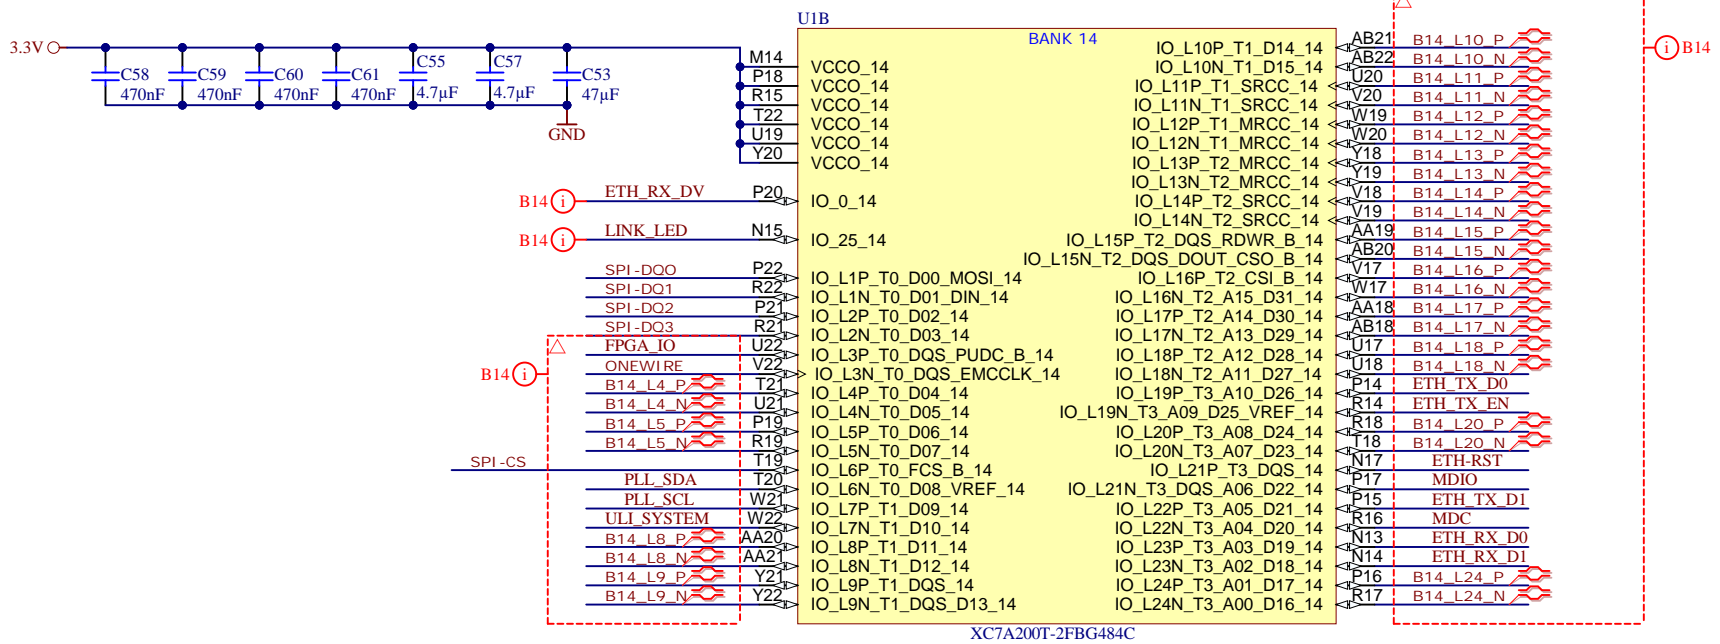 U1B
BANK 14
3.3V
C58 470nF
C59 470nF
C60 470nF
C61 470nF
C55 4.7µF
C57 4.7µF
C53 47µF
GND
M14 VCCO_14
P18 VCCO_14
R15 VCCO_14
T22 VCCO_14
U19 VCCO_14
Y20 VCCO_14
B14 i ETH_RX_DV P20 IO_0_14
B14 i LINK_LED N15 IO_25_14
SPI-DQ0 P22 IO_L1P_T0_D00_MOSI_14
SPI-DQ1 R22 IO_L1N_T0_D01_DIN_14
SPI-DQ2 P21 IO_L2P_T0_D02_14
SPI-DQ3 R21 IO_L2N_T0_D03_14
FPGA_IO U22 IO_L3P_T0_DQS_PUDC_B_14
B14 i ONEWIRE V22 IO_L3N_T0_DQS_EMCCLK_14
B14_L4_P T21 IO_L4P_T0_D04_14
B14_L4_N U21 IO_L4N_T0_D05_14
B14_L5_P P19 IO_L5P_T0_D06_14
B14_L5_N R19 IO_L5N_T0_D07_14
SPI-CS T19 IO_L6P_T0_FCS_B_14
PLL_SDA T20 IO_L6N_T0_D08_VREF_14
PLL_SCL W21 IO_L7P_T1_D09_14
ULI_SYSTEM W22 IO_L7N_T1_D10_14
B14_L8_P AA20 IO_L8P_T1_D11_14
B14_L8_N AA21 IO_L8N_T1_D12_14
B14_L9_P Y21 IO_L9P_T1_DQS_14
B14_L9_N Y22 IO_L9N_T1_DQS_D13_14
IO_L10P_T1_D14_14 AB21 B14_L10_P
i B14
IO_L10N_T1_D15_14 AB22 B14_L10_N
IO_L11P_T1_SRCC_14 U20 B14_L11_P
IO_L11N_T1_SRCC_14 V20 B14_L11_N
IO_L12P_T1_MRCC_14 W19 B14_L12_P
IO_L12N_T1_MRCC_14 W20 B14_L12_N
IO_L13P_T2_MRCC_14 Y18 B14_L13_P
IO_L13N_T2_MRCC_14 Y19 B14_L13_N
IO_L14P_T2_SRCC_14 V18 B14_L14_P
IO_L14N_T2_SRCC_14 V19 B14_L14_N
IO_L15P_T2_DQS_RDWR_B_14 AA19 B14_L15_P
IO_L15N_T2_DQS_DOUT_CSO_B_14 AB20 B14_L15_N
IO_L16P_T2_CSI_B_14 V17 B14_L16_P
IO_L16N_T2_A15_D31_14 W17 B14_L16_N
IO_L17P_T2_A14_D30_14 AA18 B14_L17_P
IO_L17N_T2_A13_D29_14 AB18 B14_L17_N
IO_L18P_T2_A12_D28_14 U17 B14_L18_P
IO_L18N_T2_A11_D27_14 U18 B14_L18_N
IO_L19P_T3_A10_D26_14 P14 ETH_TX_D0
IO_L19N_T3_A09_D25_VREF_14 R14 ETH_TX_EN
IO_L20P_T3_A08_D24_14 R18 B14_L20_P
IO_L20N_T3_A07_D23_14 T18 B14_L20_N
IO_L21P_T3_DQS_14 N17 ETH-RST
IO_L21N_T3_DQS_A06_D22_14 P17 MDIO
IO_L22P_T3_A05_D21_14 P15 ETH_TX_D1
IO_L22N_T3_A04_D20_14 R16 MDC
IO_L23P_T3_A03_D19_14 N13 ETH_RX_D0
IO_L23N_T3_A02_D18_14 N14 ETH_RX_D1
IO_L24P_T3_A01_D17_14 P16 B14_L24_P
IO_L24N_T3_A00_D16_14 R17 B14_L24_N
XC7A200T-2FBG484C